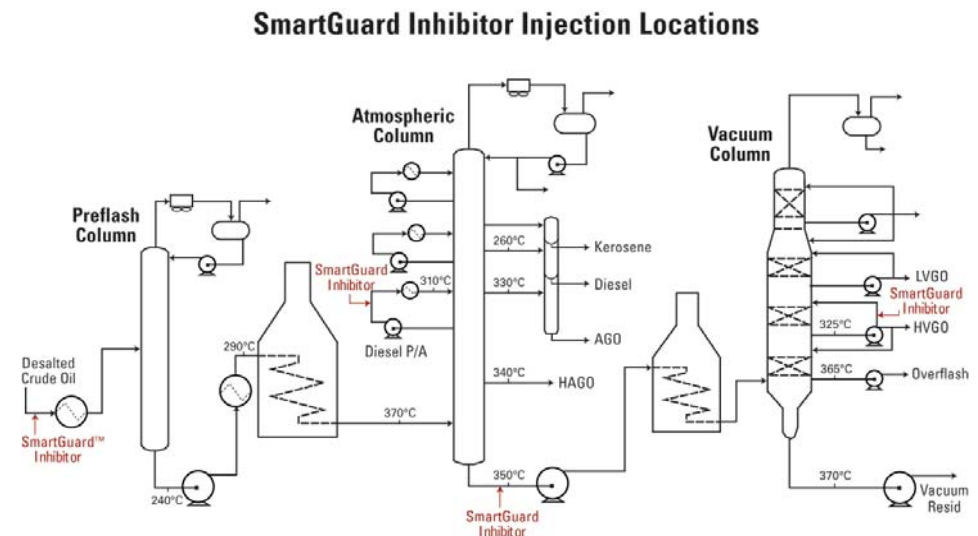 SmartGuard Inhibitor Injection Locations
Atmospheric
Column
Vacuum
Column
Preflash
Column
SmartGuard
Inhibitor
310°C
Diesel P/A
260°C
330°C
340°C
Kerosene
Diesel
AGO
HAGO
LVGO
SmartGuard
Inhibitor
325°C
HVGO
365°C
Overflash
Desalted
Crude Oil
SmartGuard™
Inhibitor
290°C
370°C
240°C
350°C
SmartGuard
Inhibitor
370°C
Vacuum
Resid